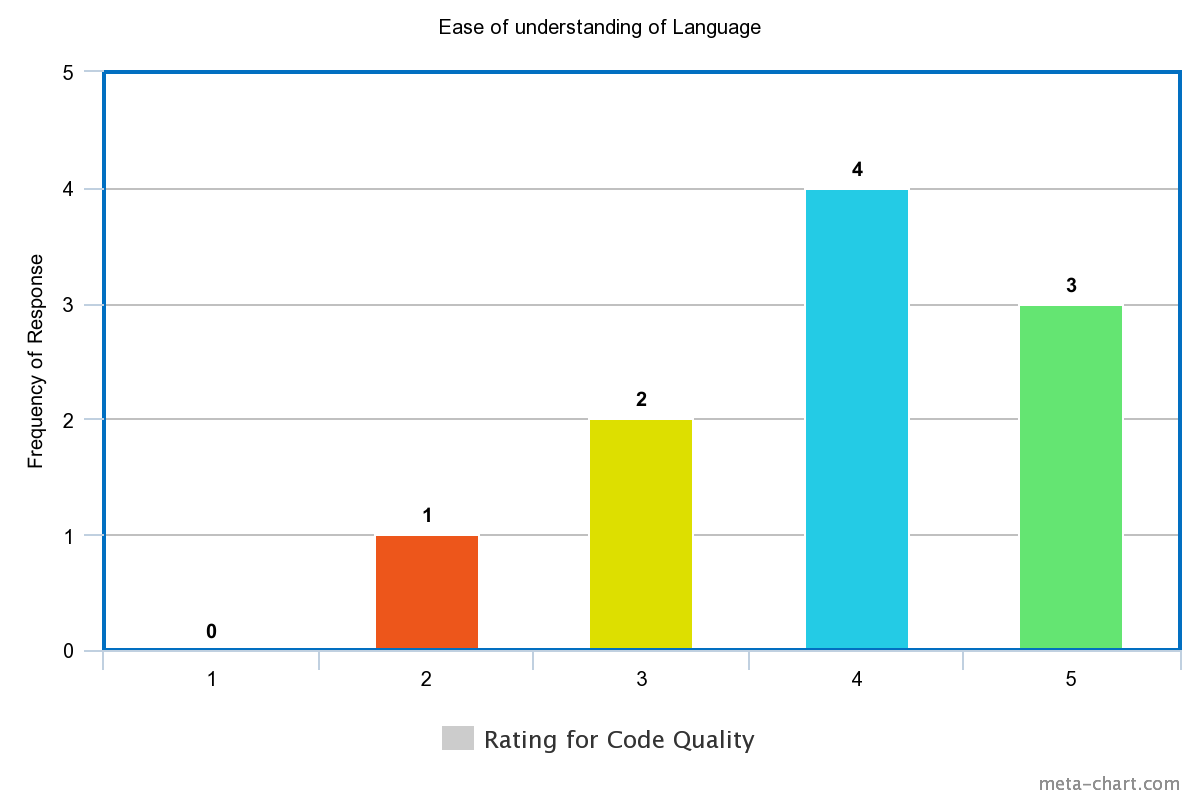 Ease of understanding of Language
5
4
3
2
1
0
Frequency of Response
0
1
2
4
3
1 2 3 4 5
Rating for Code Quality
meta-chart.com